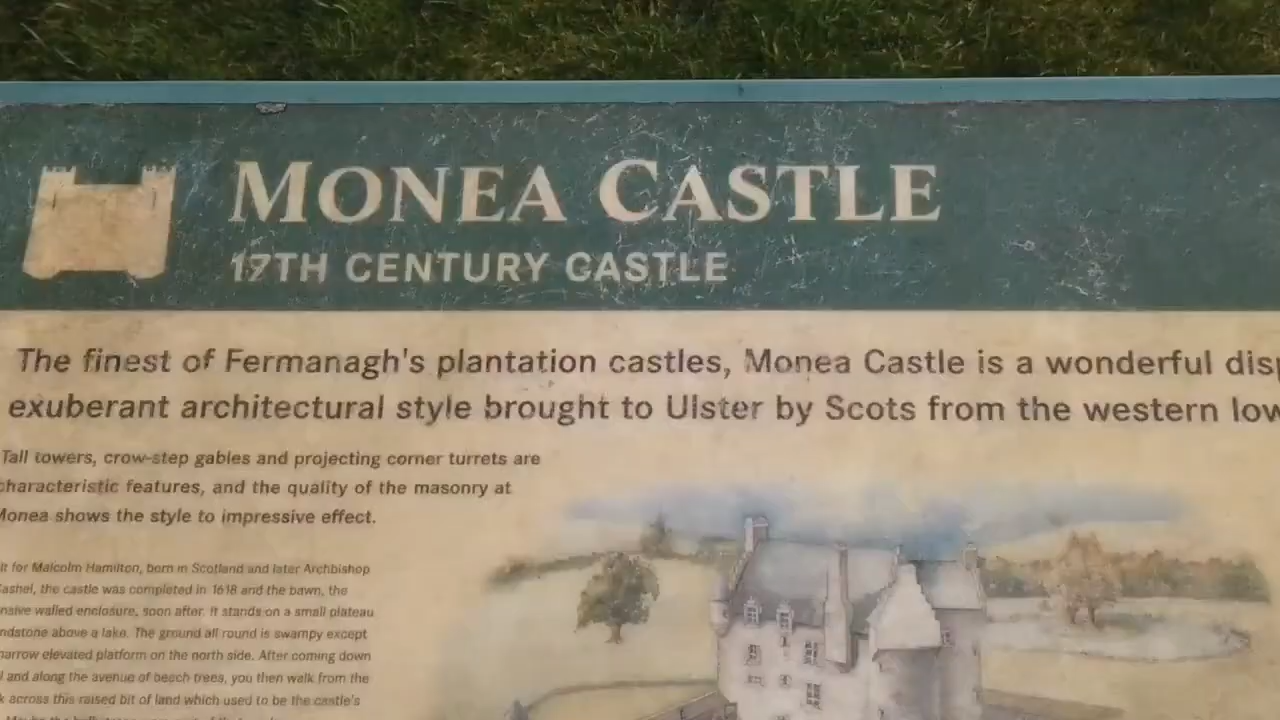 MONEA CASTLE
17TH CENTURY CASTLE
The finest of Fermanagh's plantation castles, Monea Castle is a wonderful
exuberant architectural style brought to Ulster by Scots from the western
Tall towers, crow-step gables and projecting corner turrets are
characteristic features, and the quality of the masonry at
Monea shows the style to impressive effect.
for Malcolm Hamilton, born in Scotland and later Archbishop
Cashel, the castle was completed in 1618 and the bawn, the
walled enclosure, soon after. It stands on a small plateau
above a lake. The ground all round is swampy except
narrow elevated platform on the north side. After coming down
and along the avenue of beech trees, you then walk from the
across this raised bit of land which used to be the castle's